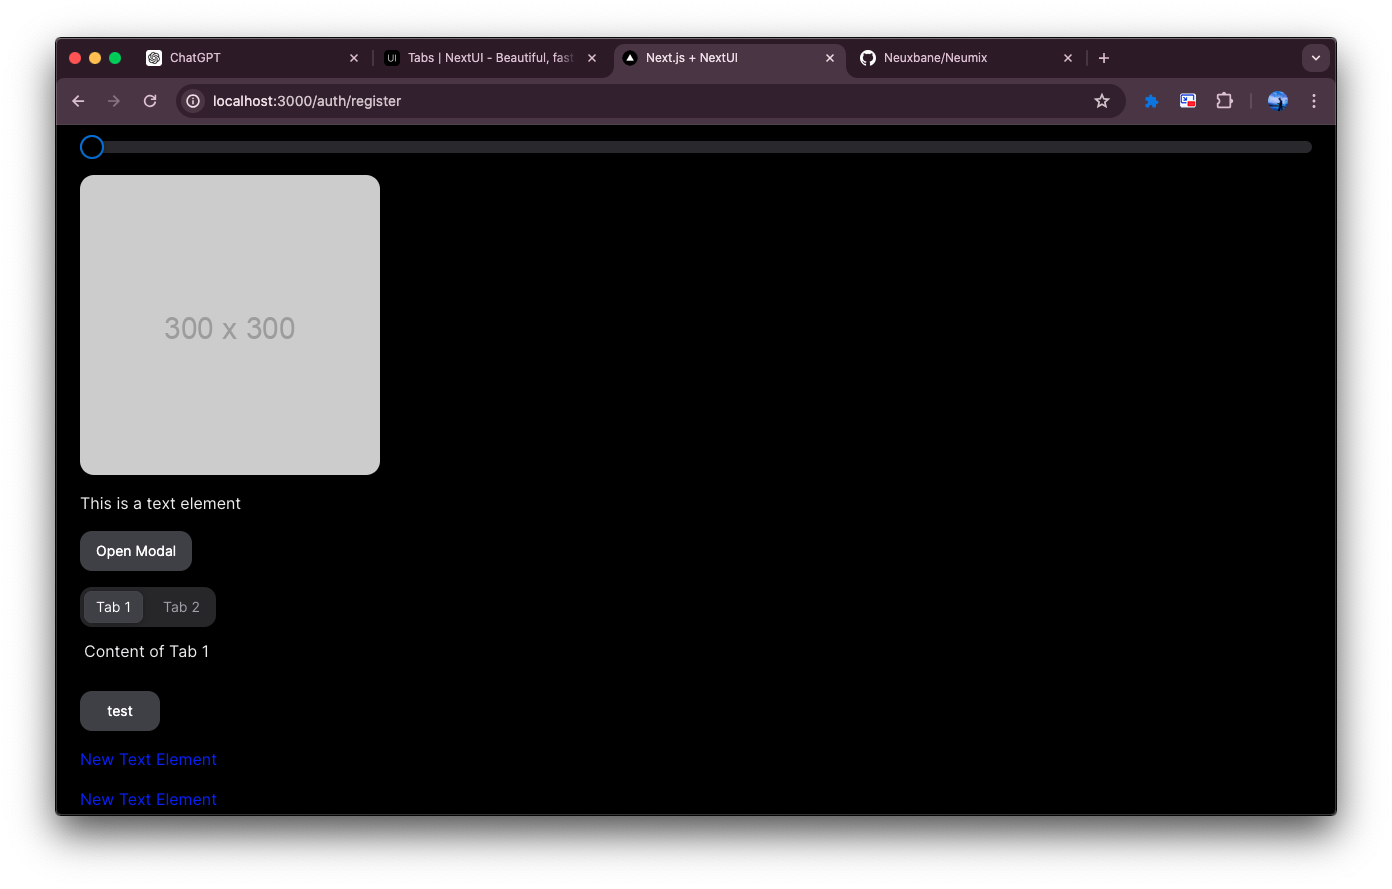 ChatGPT
UI Tabs | NextUI - Beautiful, fast
Next.js + NextUI
Neuxbane/Neumix
localhost:3000/auth/register
300 x 300
This is a text element
Open Modal
Tab 1 Tab 2
Content of Tab 1
test
New Text Element
New Text Element